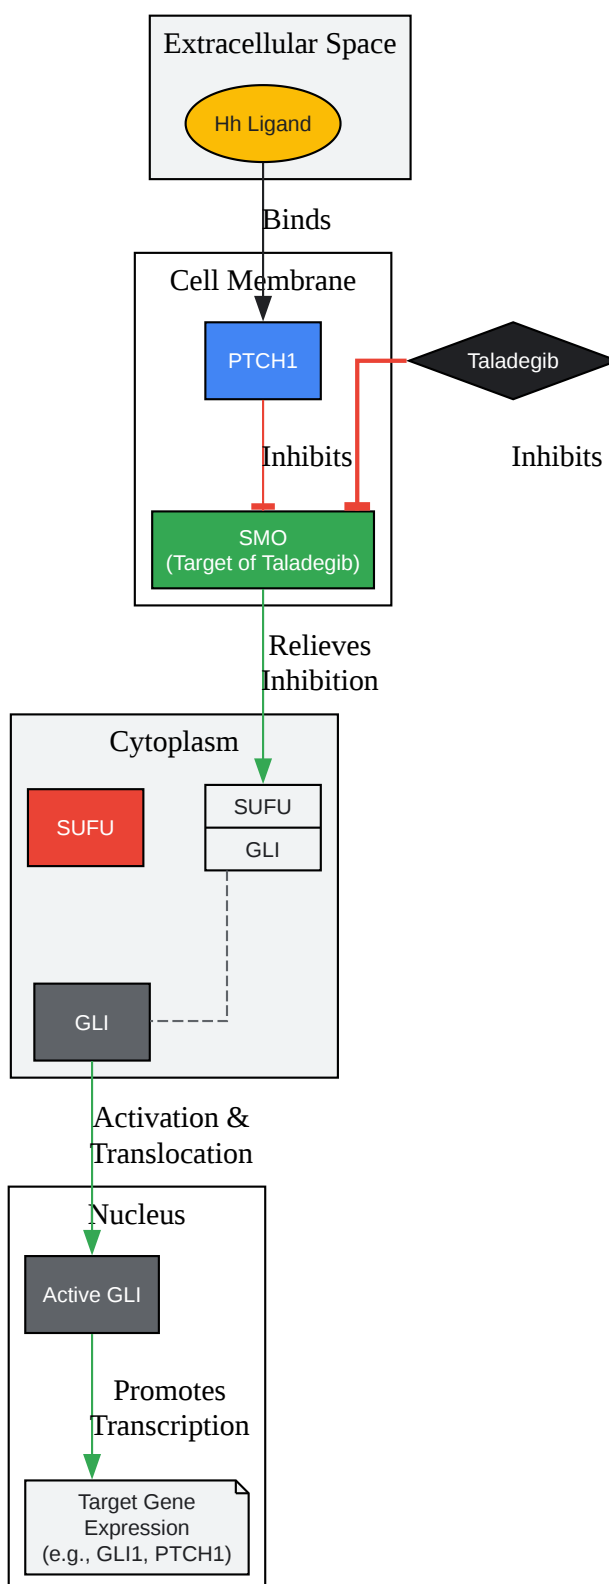 Extracellular Space
Hh Ligand
Binds
Cell Membrane
PTCH1
Taladegib
Inhibits
Inhibits
SMO
(Target of Taladegib)
Relieves
Inhibition
Cytoplasm
SUFU
SUFU
GLI
GLI
Activation &
Translocation
Nucleus
Active GLI
Promotes
Transcription
Target Gene
Expression
(e.g., GLI1, PTCH1)